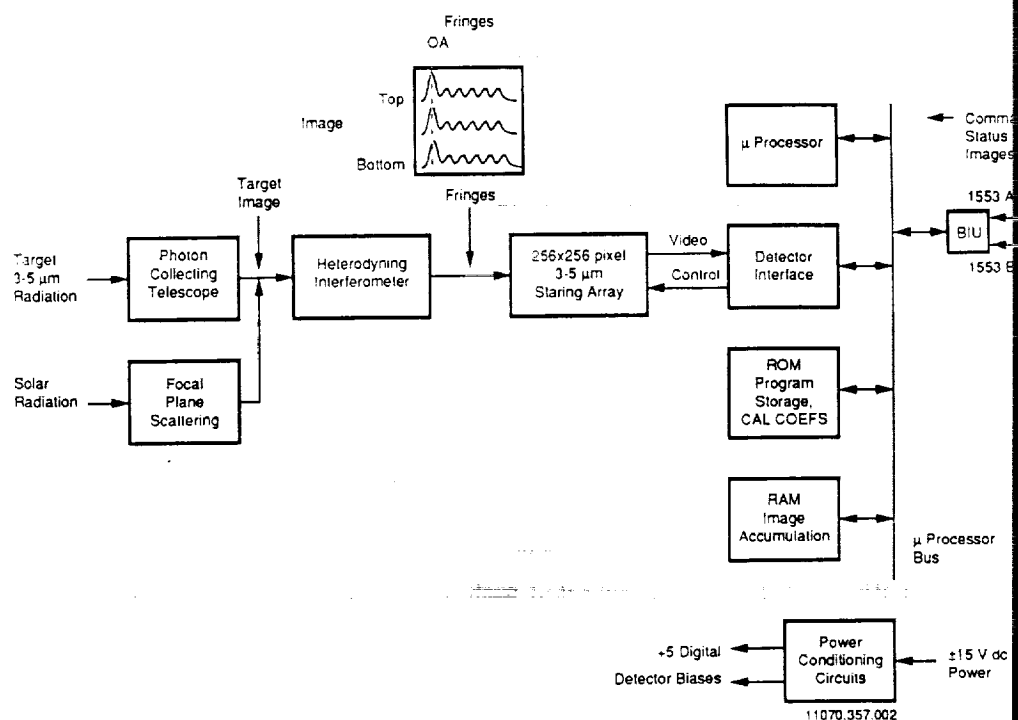 Fringes
OA
Top
Image
Bottom
Fringes
Target
Image
Target
3-5 µm
Radiation
Photon
Collecting
Telescope
Heterodyning
Interferometer
256x256 pixel
3-5 µm
Staring Array
Video
Control
Detector
Interface
µ Processor
Status
Images
1553 A
BIU
1553 B
Solar
Radiation
Focal
Plane
Scattering
ROM
Program
Storage,
CAL COEFS
RAM
Image
Accumulation
µ Processor
Bus
+5 Digital
Detector Biases
Power
Conditioning
Circuits
±15 V dc
Power
11070.357.002